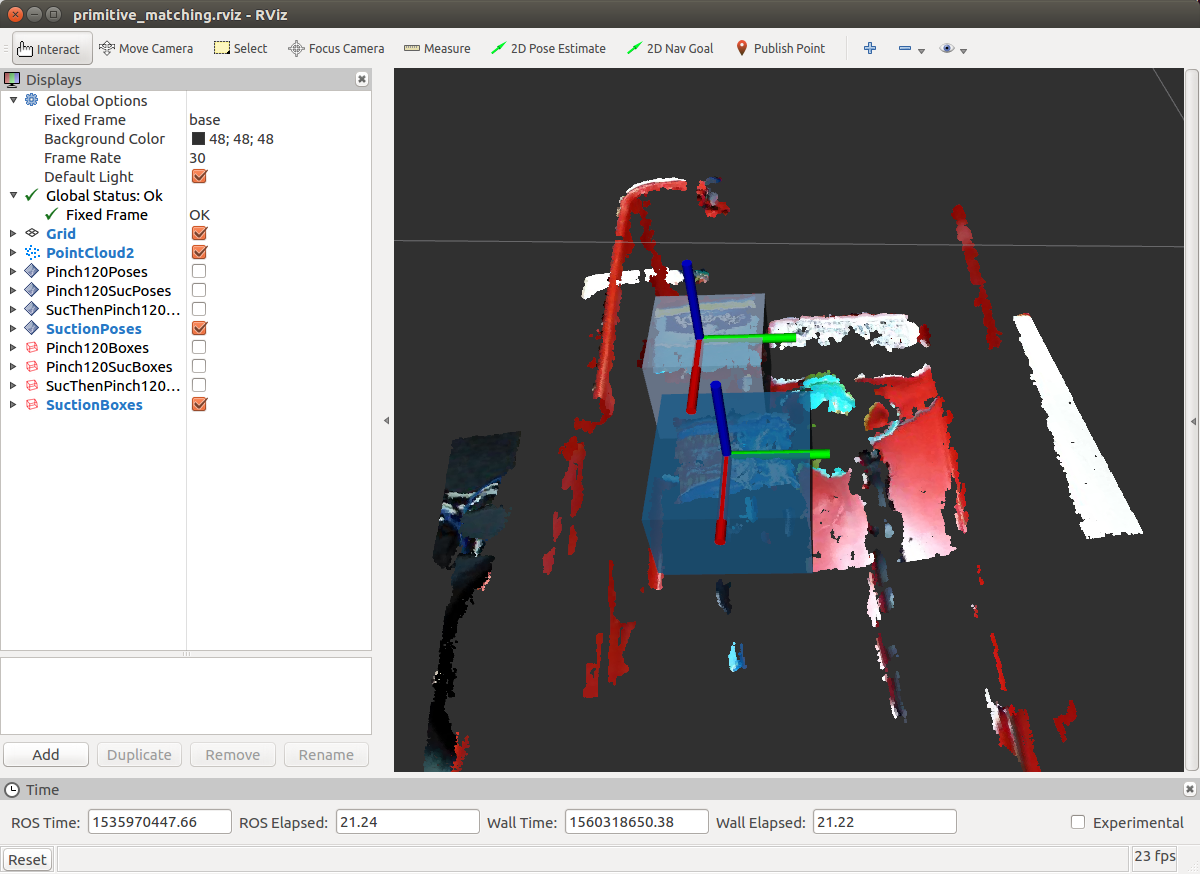 primitive_matching.rviz - RViz
Interact Move Camera Select Focus Camera Measure 2D Pose Estimate 2D Nav Goal Publish Point
Displays
Global Options
Fixed Frame base
Background Color 48; 48; 48
Frame Rate 30
Default Light
Global Status: Ok
Fixed Frame OK
Grid
PointCloud2
Pinch120Poses
Pinch120SucPoses
SucThenPinch120...
SuctionPoses
Pinch120Boxes
Pinch120SucBoxes
SucThenPinch120...
SuctionBoxes
Add Duplicate Remove Rename
Time
ROS Time: 1535970447.66 ROS Elapsed: 21.24 Wall Time: 1560318650.38 Wall Elapsed: 21.22 Experimental
Reset 23 fps